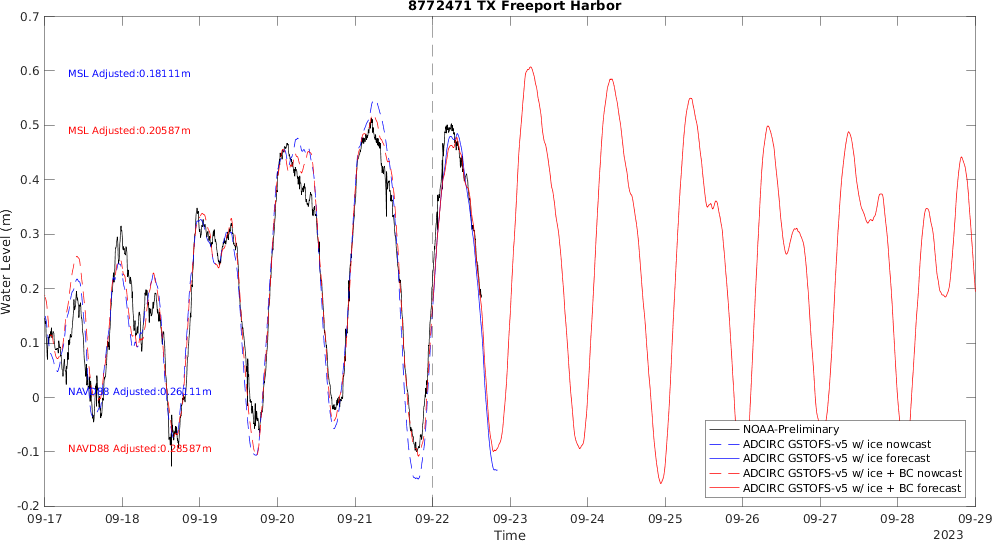 8772471 TX Freeport Harbor
0.7
0.6
0.5
0.4
0.3
0.2
0.1
0
-0.1
-0.2
Water Level (m)
MSL Adjusted:0.18111m
MSL Adjusted:0.20587m
NAVD88 Adjusted:0.26111m
NAVD88 Adjusted:0.28587m
NOAA-Preliminary
ADCIRC GSTOFS-v5 w/ ice nowcast
ADCIRC GSTOFS-v5 w/ ice forecast
ADCIRC GSTOFS-v5 w/ ice + BC nowcast
ADCIRC GSTOFS-v5 w/ ice + BC forecast
09-17 09-18 09-19 09-20 09-21 09-22 09-23 09-24 09-25 09-26 09-27 09-28 09-29
Time
2023